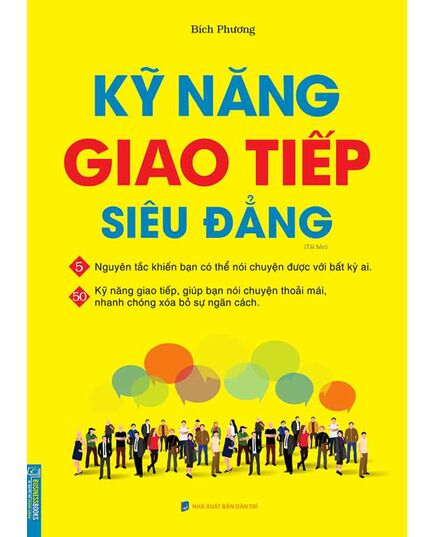 Bích Phương
KỸ NĂNG
GIAO TIẾP
SIÊU ĐẲNG
(Tái bản)
5 Nguyên tắc khiến bạn có thể nói chuyện được với bất kỳ ai.
50 Kỹ năng giao tiếp, giúp bạn nói chuyện thoải mái,
nhanh chóng xóa bỏ sự ngăn cách.
BUSINESSBOOKS
NHÀ XUẤT BẢN DÂN TRÍ